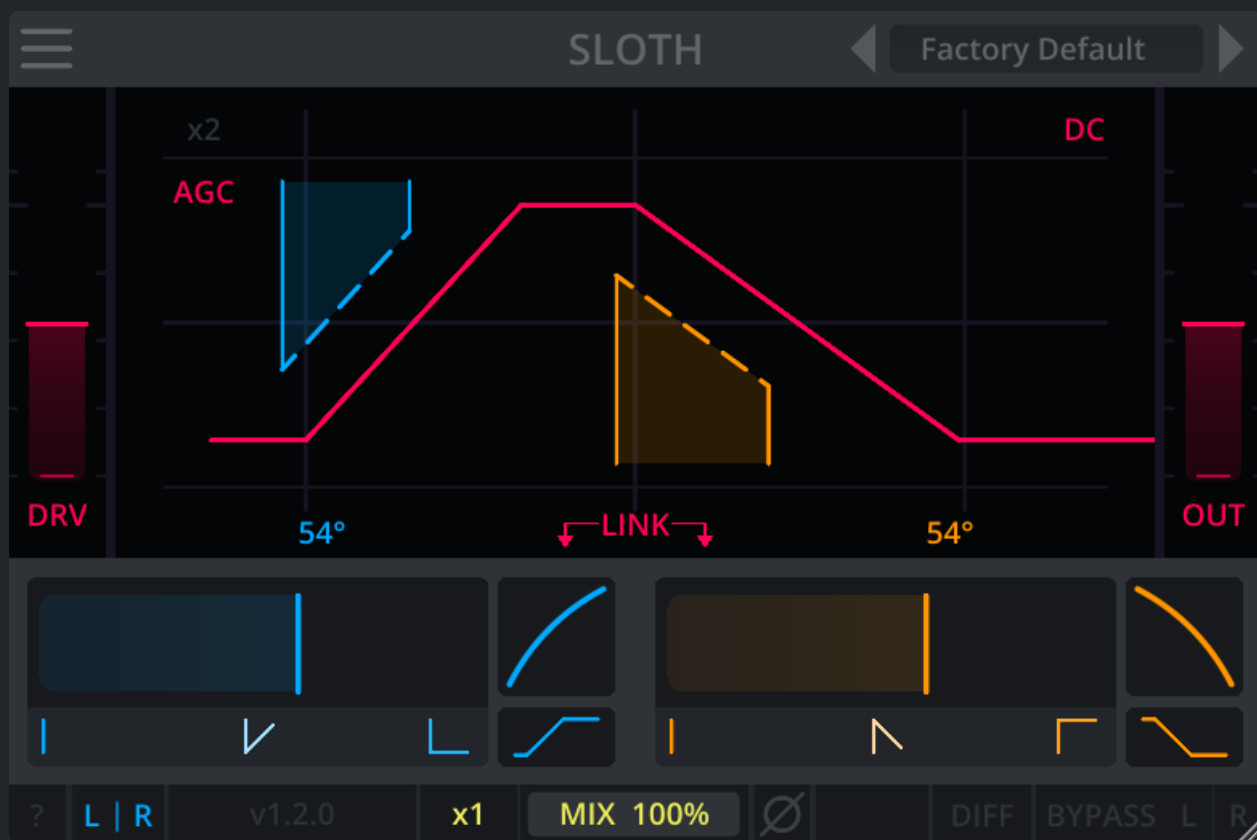 SLOTH
Factory Default
x2
DC
AGC
DRV
OUT
54°
LINK
54°
?
L | R
v1.2.0
x1
MIX 100%
DIFF
BYPASS
L
R